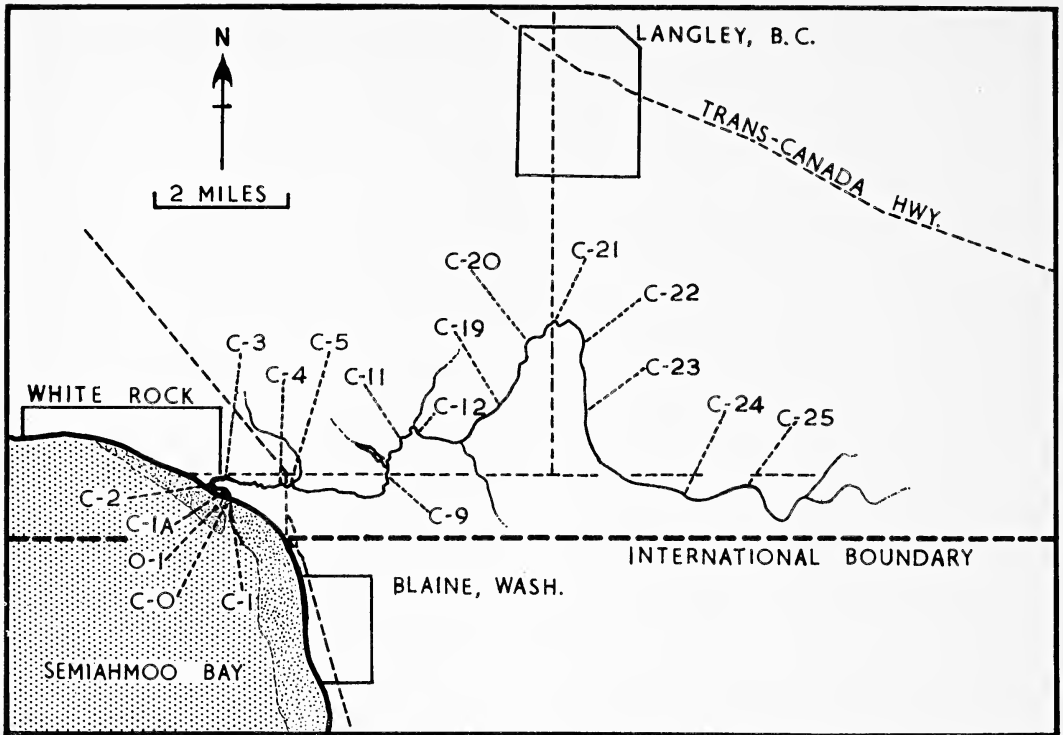 N
LANGLEY, B.C.
TRANS-CANADA HWY.
2 MILES
C-20
C-21
C-22
C-19
C-3
C-4
C-5
C-11
C-23
WHITE ROCK
C-12
C-24
C-25
C-2
C-1A
C-9
O-1
INTERNATIONAL BOUNDARY
C-O
C-1
BLAINE, WASH.
SEMIAHMOO BAY